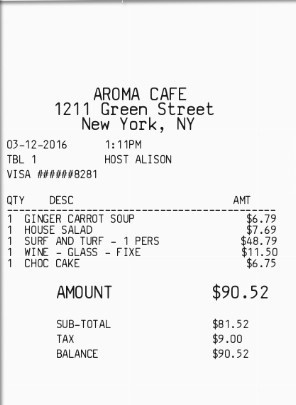 AROMA CAFE
1211 Green Street
New York, NY
03-12-2016 1:11PM
TBL 1 HOST ALISON
VISA ######8281
QTY DESC AMT
1 GINGER CARROT SOUP $6.79
1 HOUSE SALAD $7.69
1 SURF AND TURF - 1 PERS $48.79
1 WINE - GLASS - FIXE $11.50
1 CHOC CAKE $6.75
AMOUNT $90.52
SUB-TOTAL $81.52
TAX $9.00
BALANCE $90.52